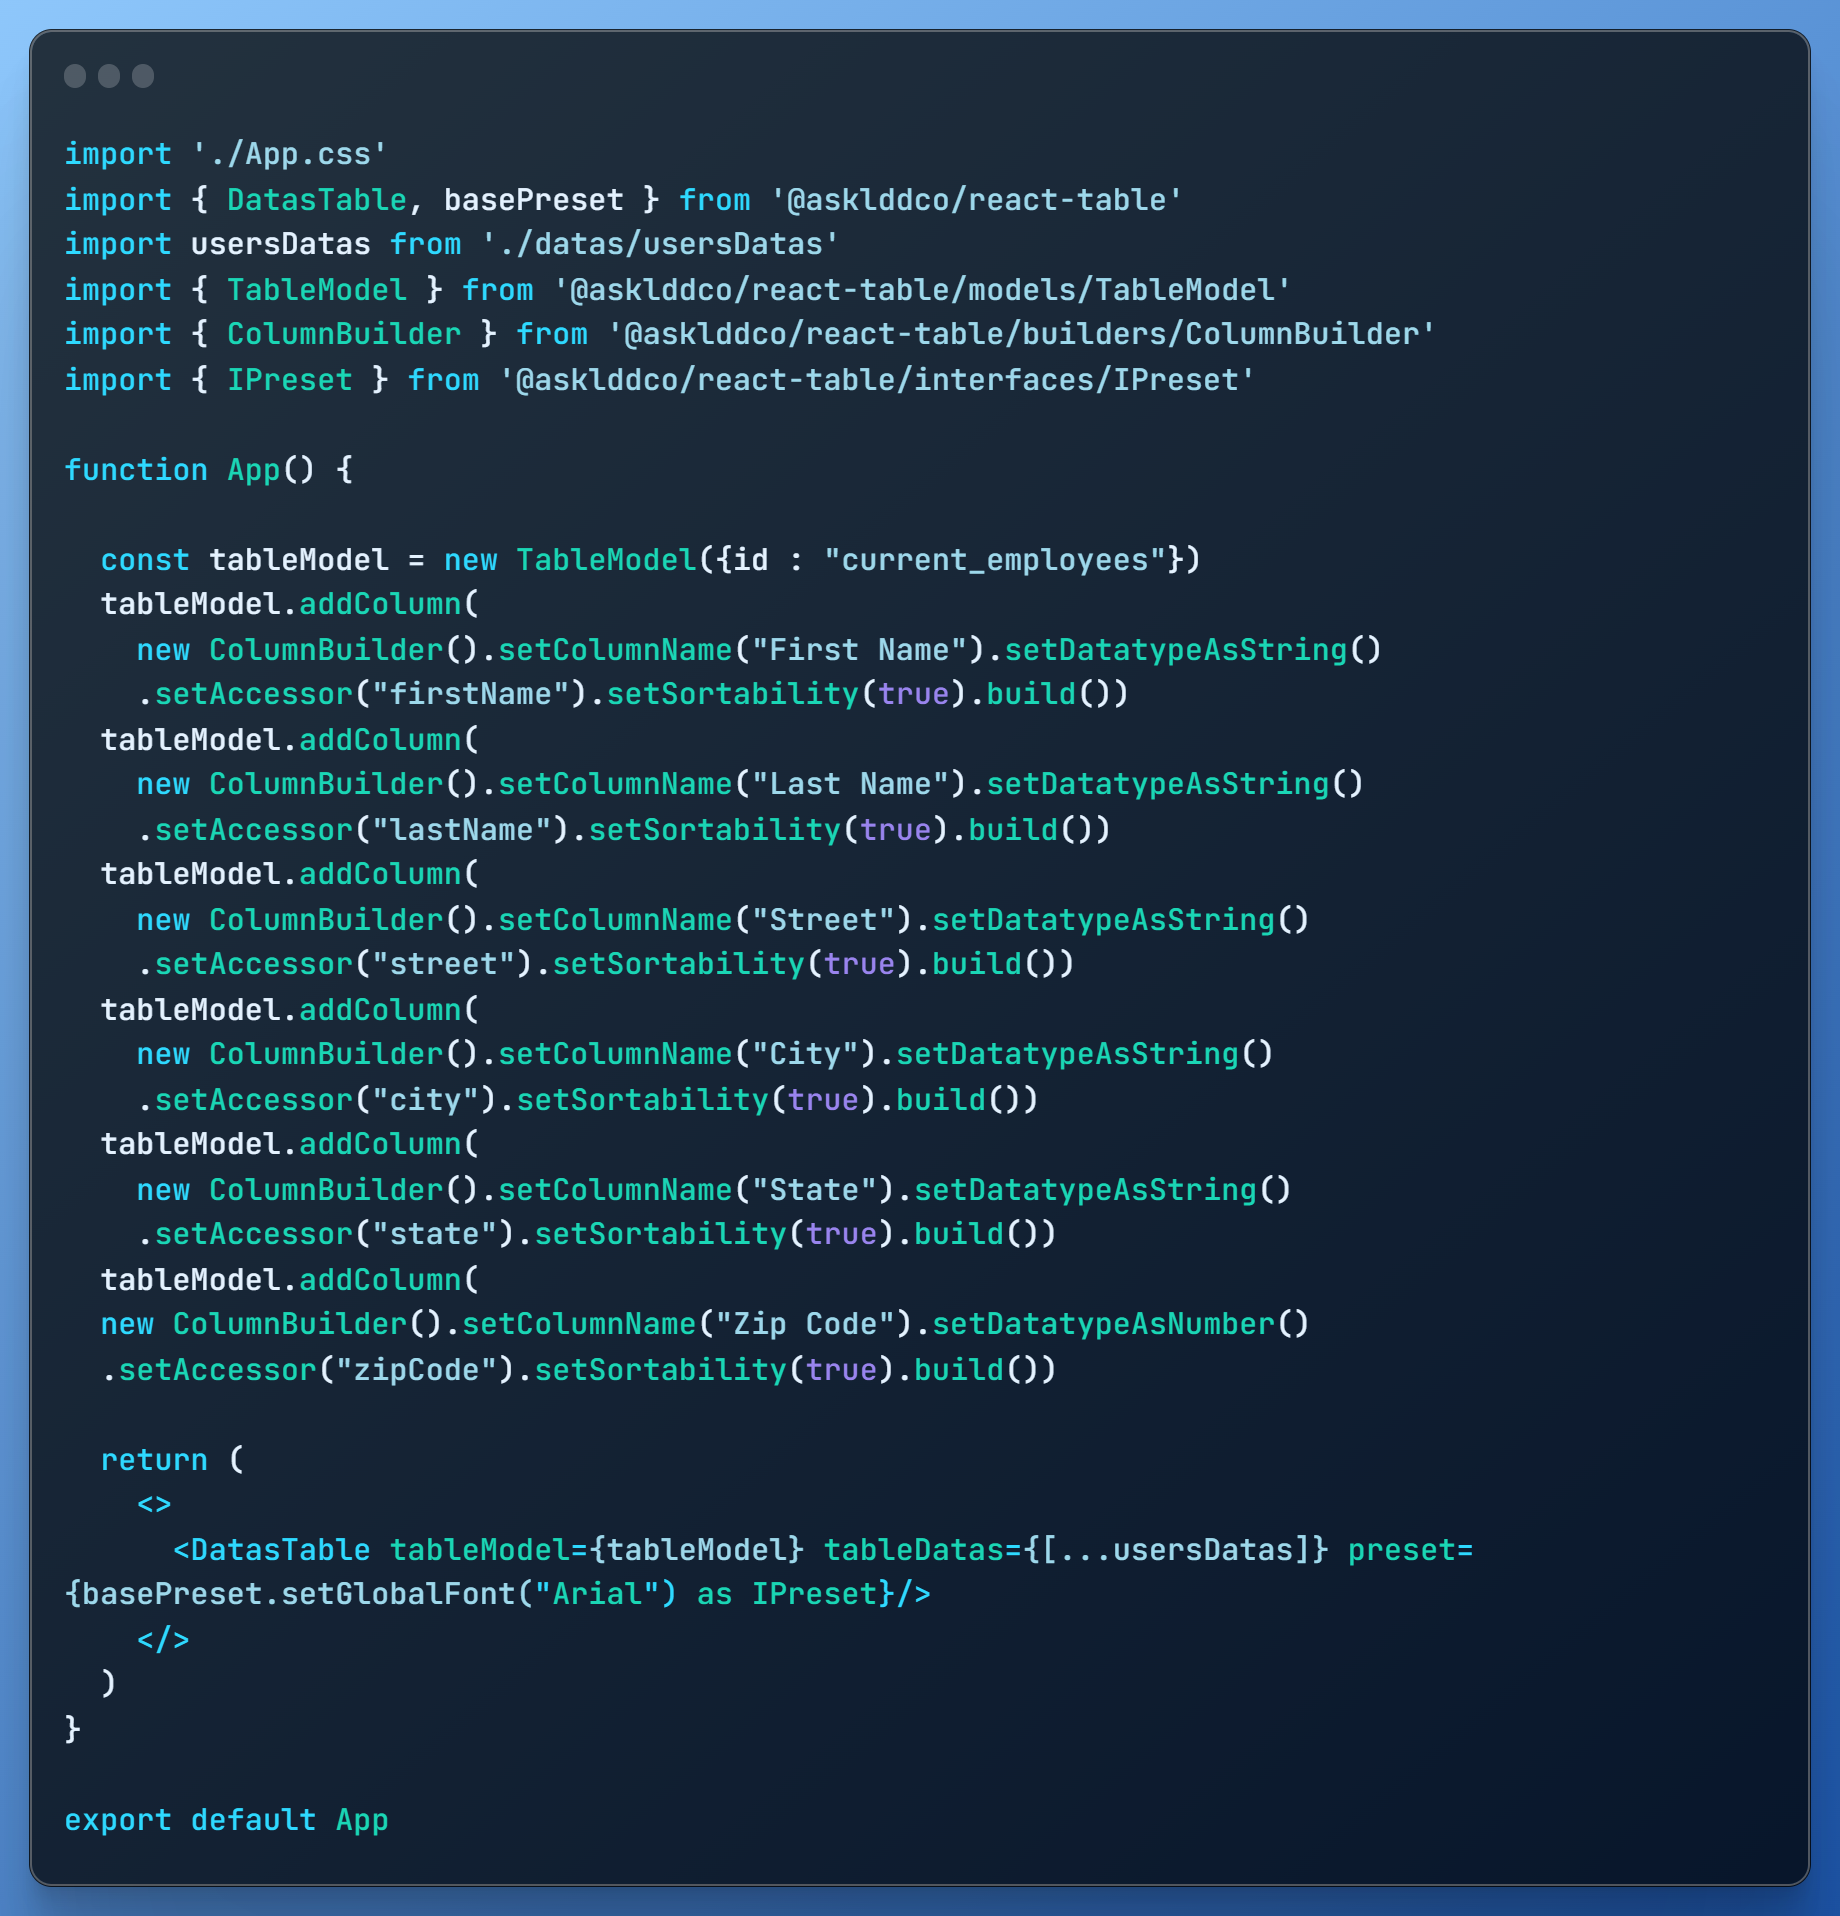 import './App.css'
import { DatasTable, basePreset } from '@asklddco/react-table'
import usersDatas from './datas/usersDatas'
import { TableModel } from '@asklddco/react-table/models/TableModel'
import { ColumnBuilder } from '@asklddco/react-table/builders/ColumnBuilder'
import { IPreset } from '@asklddco/react-table/interfaces/IPreset'

function App() {

  const tableModel = new TableModel({id : "current_employees"})
  tableModel.addColumn(
    new ColumnBuilder().setColumnName("First Name").setDatatypeAsString()
    .setAccessor("firstName").setSortability(true).build())
  tableModel.addColumn(
    new ColumnBuilder().setColumnName("Last Name").setDatatypeAsString()
    .setAccessor("lastName").setSortability(true).build())
  tableModel.addColumn(
    new ColumnBuilder().setColumnName("Street").setDatatypeAsString()
    .setAccessor("street").setSortability(true).build())
  tableModel.addColumn(
    new ColumnBuilder().setColumnName("City").setDatatypeAsString()
    .setAccessor("city").setSortability(true).build())
  tableModel.addColumn(
    new ColumnBuilder().setColumnName("State").setDatatypeAsString()
    .setAccessor("state").setSortability(true).build())
  tableModel.addColumn(
  new ColumnBuilder().setColumnName("Zip Code").setDatatypeAsNumber()
  .setAccessor("zipCode").setSortability(true).build())

  return (
    <>
      <DatasTable tableModel={tableModel} tableDatas={[...usersDatas]} preset=
{basePreset.setGlobalFont("Arial") as IPreset}/>
    </>
  )
}

export default App